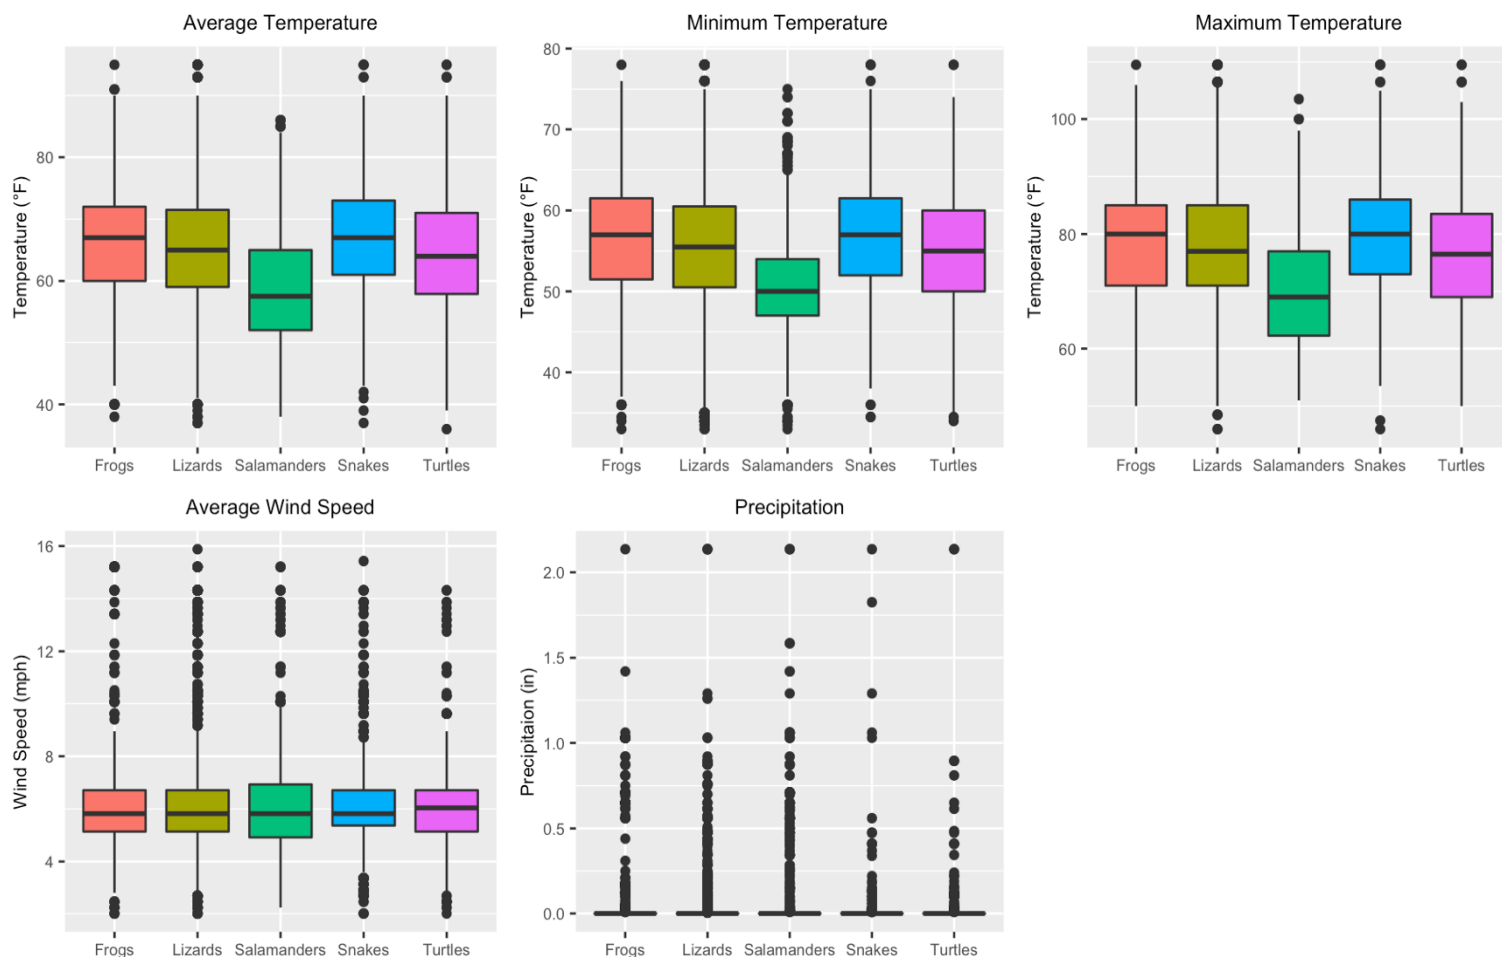 Average Temperature
Temperature (°F)
80
60
40
Frogs Lizards Salamanders Snakes Turtles
Minimum Temperature
Temperature (°F)
80
70
60
50
40
Frogs Lizards Salamanders Snakes Turtles
Maximum Temperature
Temperature (°F)
100
80
60
Frogs Lizards Salamanders Snakes Turtles
Average Wind Speed
Wind Speed (mph)
16
12
8
4
Frogs Lizards Salamanders Snakes Turtles
Precipitation
Precipitaion (in)
2.0
1.5
1.0
0.5
0.0
Frogs Lizards Salamanders Snakes Turtles